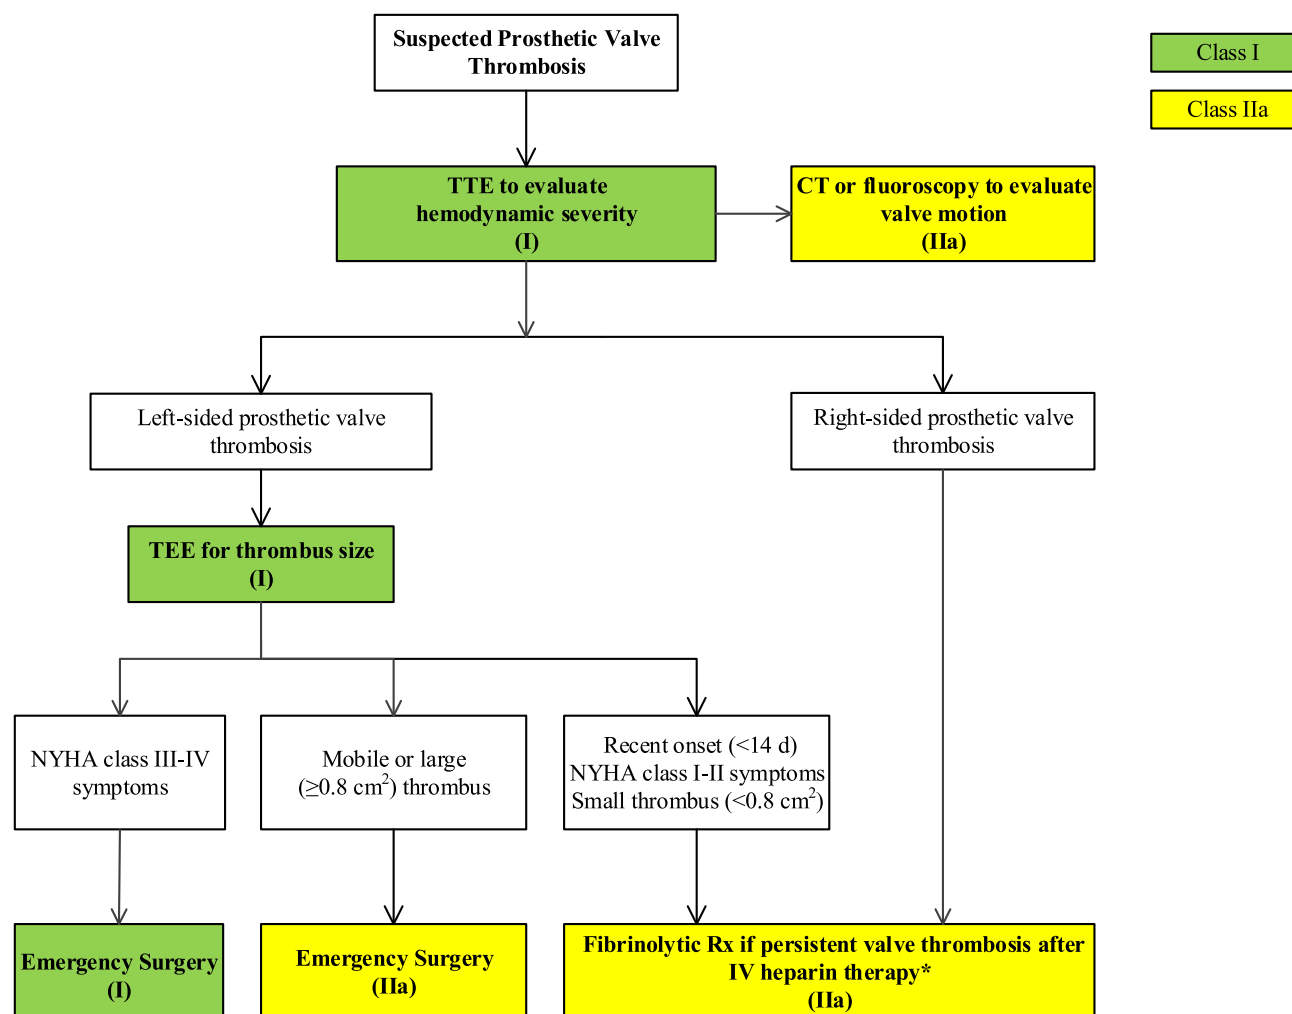 Suspected Prosthetic Valve
Thrombosis
Class I
Class IIa
TTE to evaluate
hemodynamic severity
(I)
CT or fluoroscopy to evaluate
valve motion
(IIa)
Left-sided prosthetic valve
thrombosis
Right-sided prosthetic valve
thrombosis
TEE for thrombus size
(I)
NYHA class III-IV
symptoms
Mobile or large
(≥0.8 cm²) thrombus
Recent onset (<14 d)
NYHA class I-II symptoms
Small thrombus (<0.8 cm²)
Emergency Surgery
(I)
Emergency Surgery
(IIa)
Fibrinolytic Rx if persistent valve thrombosis after
IV heparin therapy*
(IIa)